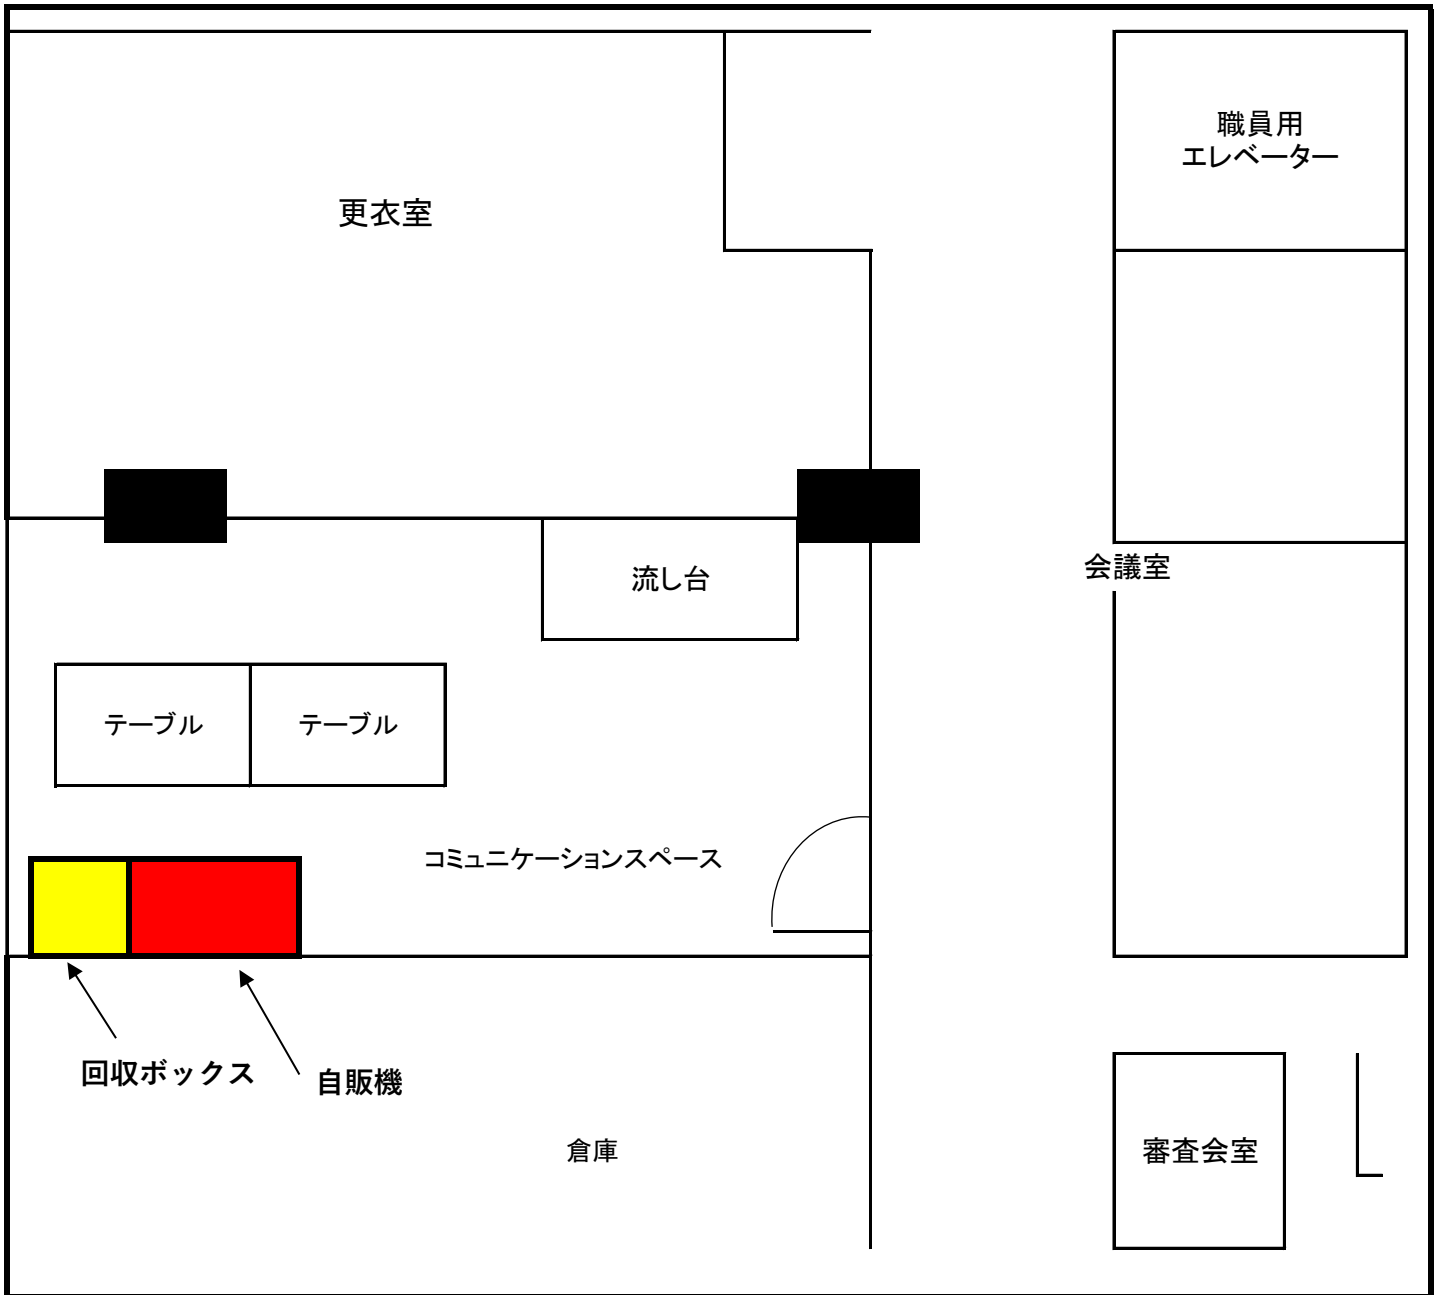 職員用
エレベーター
更衣室
会議室
流し台
テーブル
テーブル
コミュニケーションスペース
回収ボックス
自販機
倉庫
審査会室